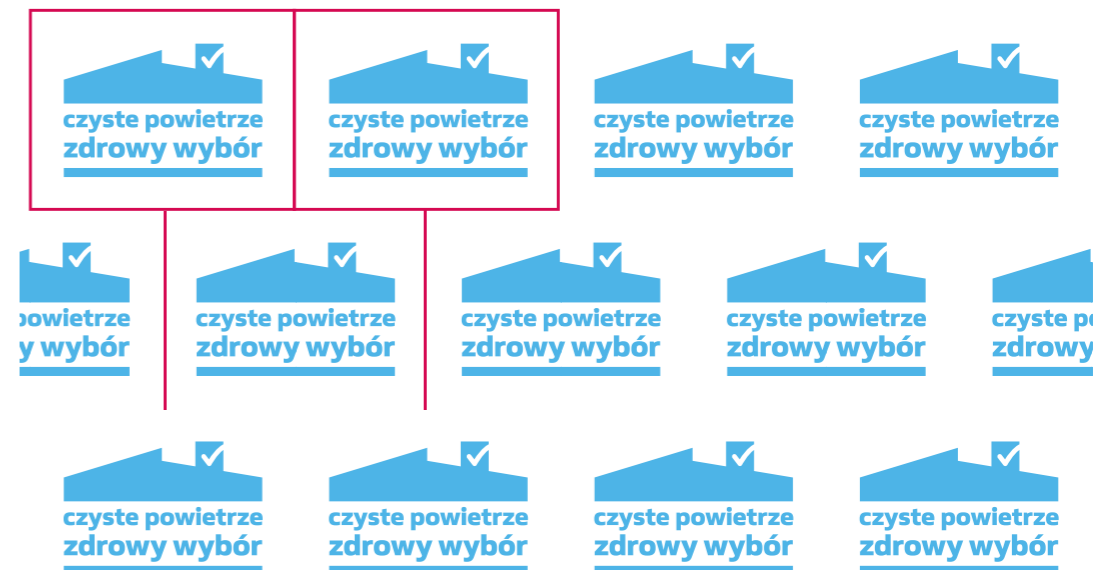 czyste powietrze czyste powietrze czyste powietrze czyste powietrze
zdrowy wybór zdrowy wybór zdrowy wybór zdrowy wybór
powietrze czyste powietrze czyste powietrze czyste powietrze czyste po
y wybór zdrowy wybór zdrowy wybór zdrowy wybór zdrowy
czyste powietrze czyste powietrze czyste powietrze czyste powietrze
zdrowy wybór zdrowy wybór zdrowy wybór zdrowy wybór